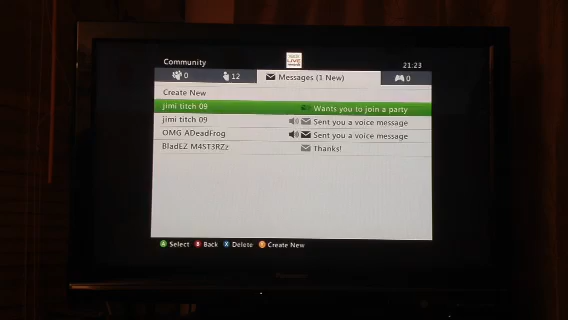 Community
LIVE
21:23
0
12
Messages (1 New)
0
Create New
jimi titch 09 Wants you to join a party
jimi titch 09 Sent you a voice message
OMG ADeadFrog Sent you a voice message
BladEZ M4ST3RZz Thanks!
A Select B Back X Delete Y Create New
Panasonic